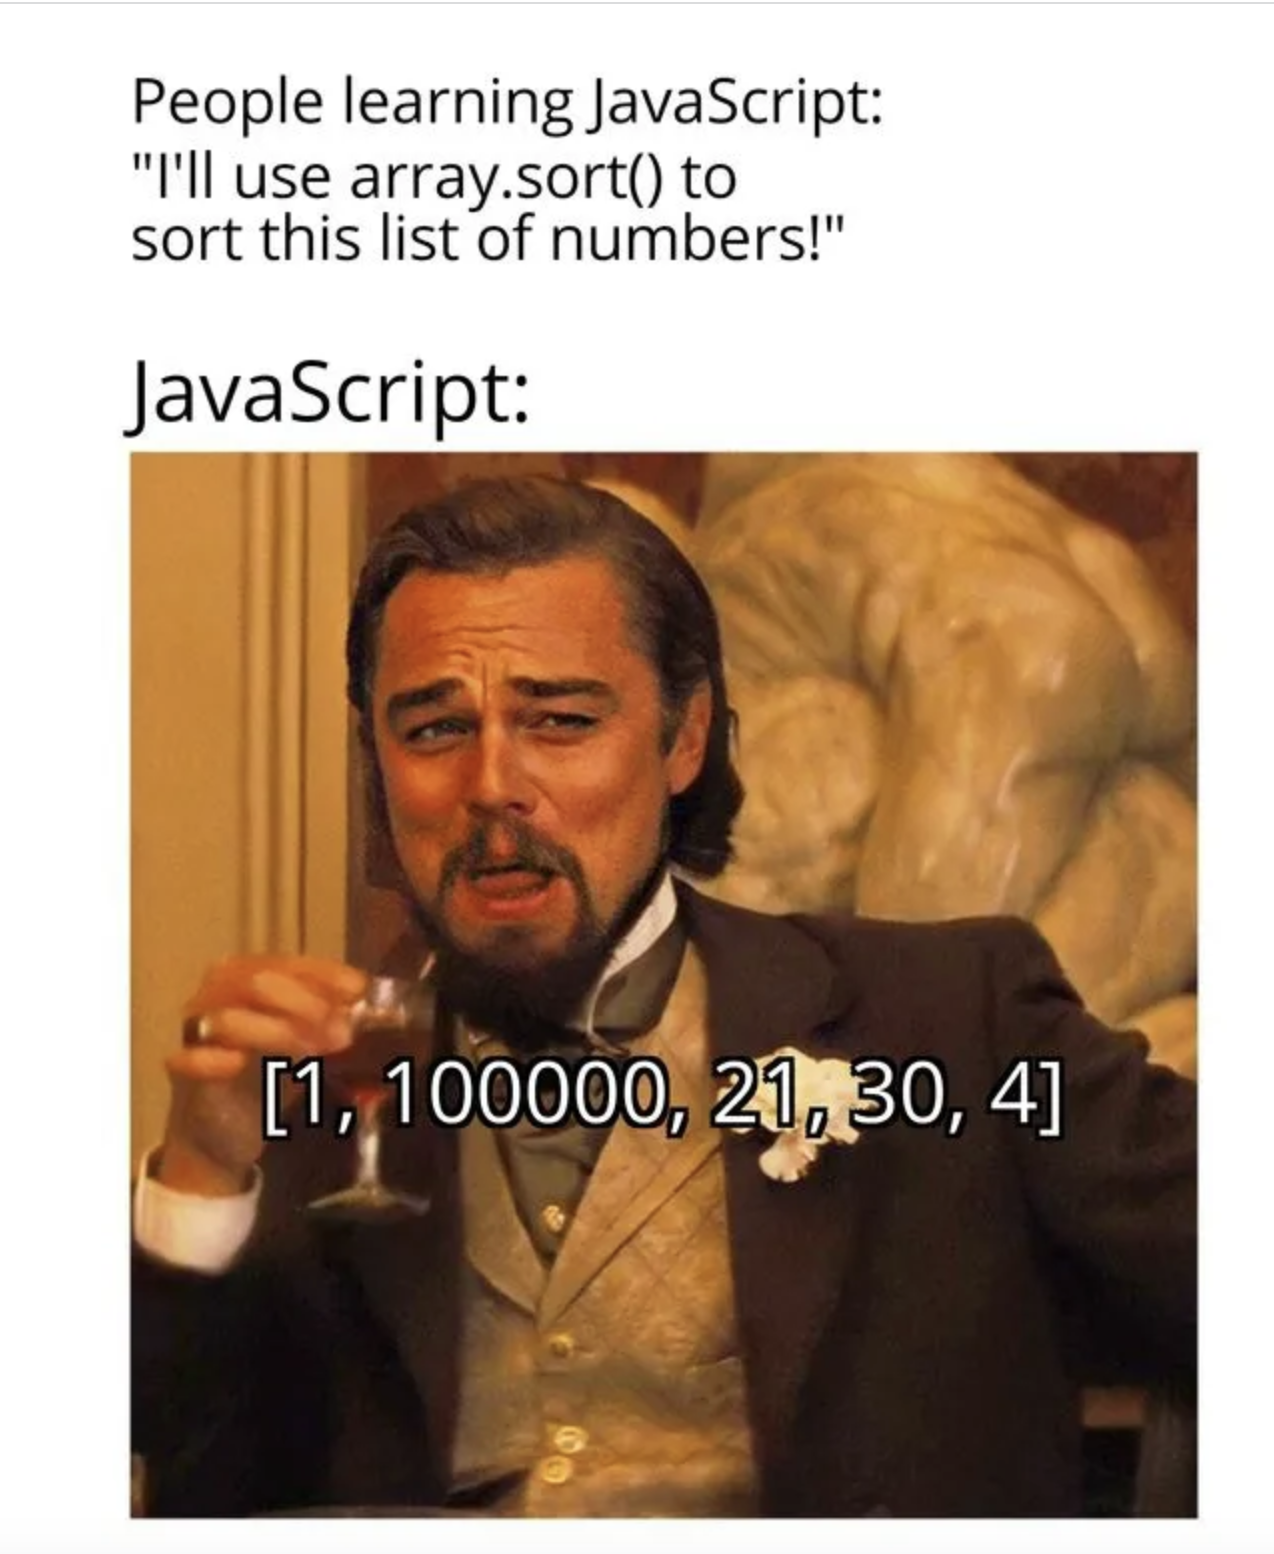 People learning JavaScript:
"I'll use array.sort() to
sort this list of numbers!"
JavaScript:
[1, 100000, 21, 30, 4]